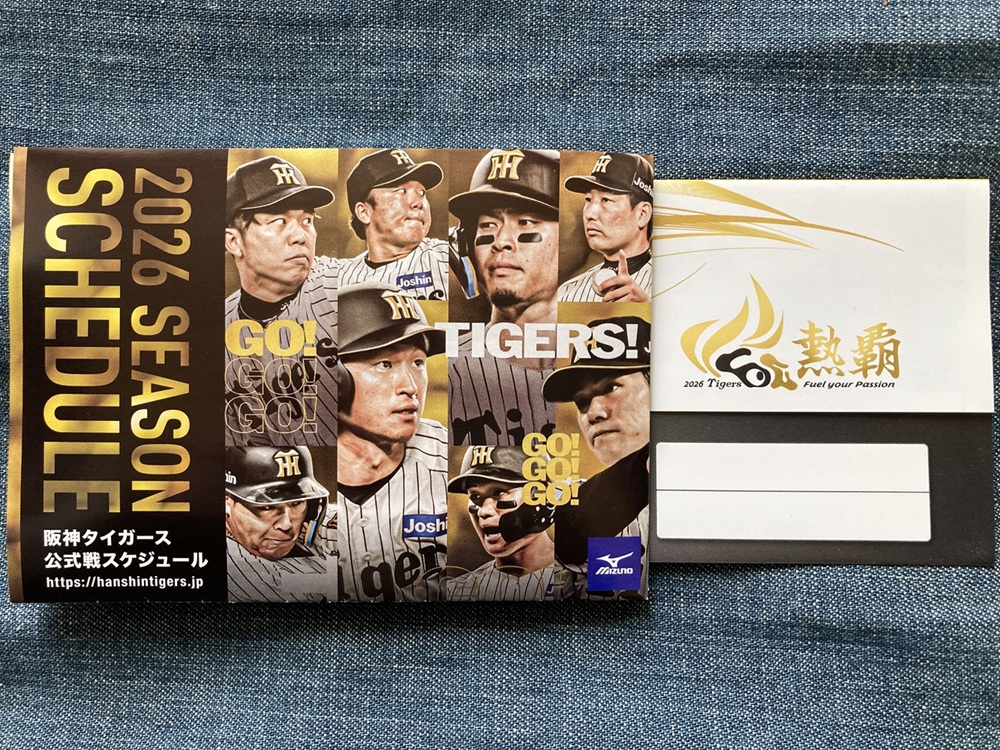 2026 SEASON
SCHEDULE
阪神タイガース
公式戦スケジュール
https://hanshintigers.jp
GO!
GO!
GO!
TIGERS!
GO!
GO!
GO!
Joshin
Joshi
MIZUNO
熱覇
2026 Tigers
Fuel your Passion